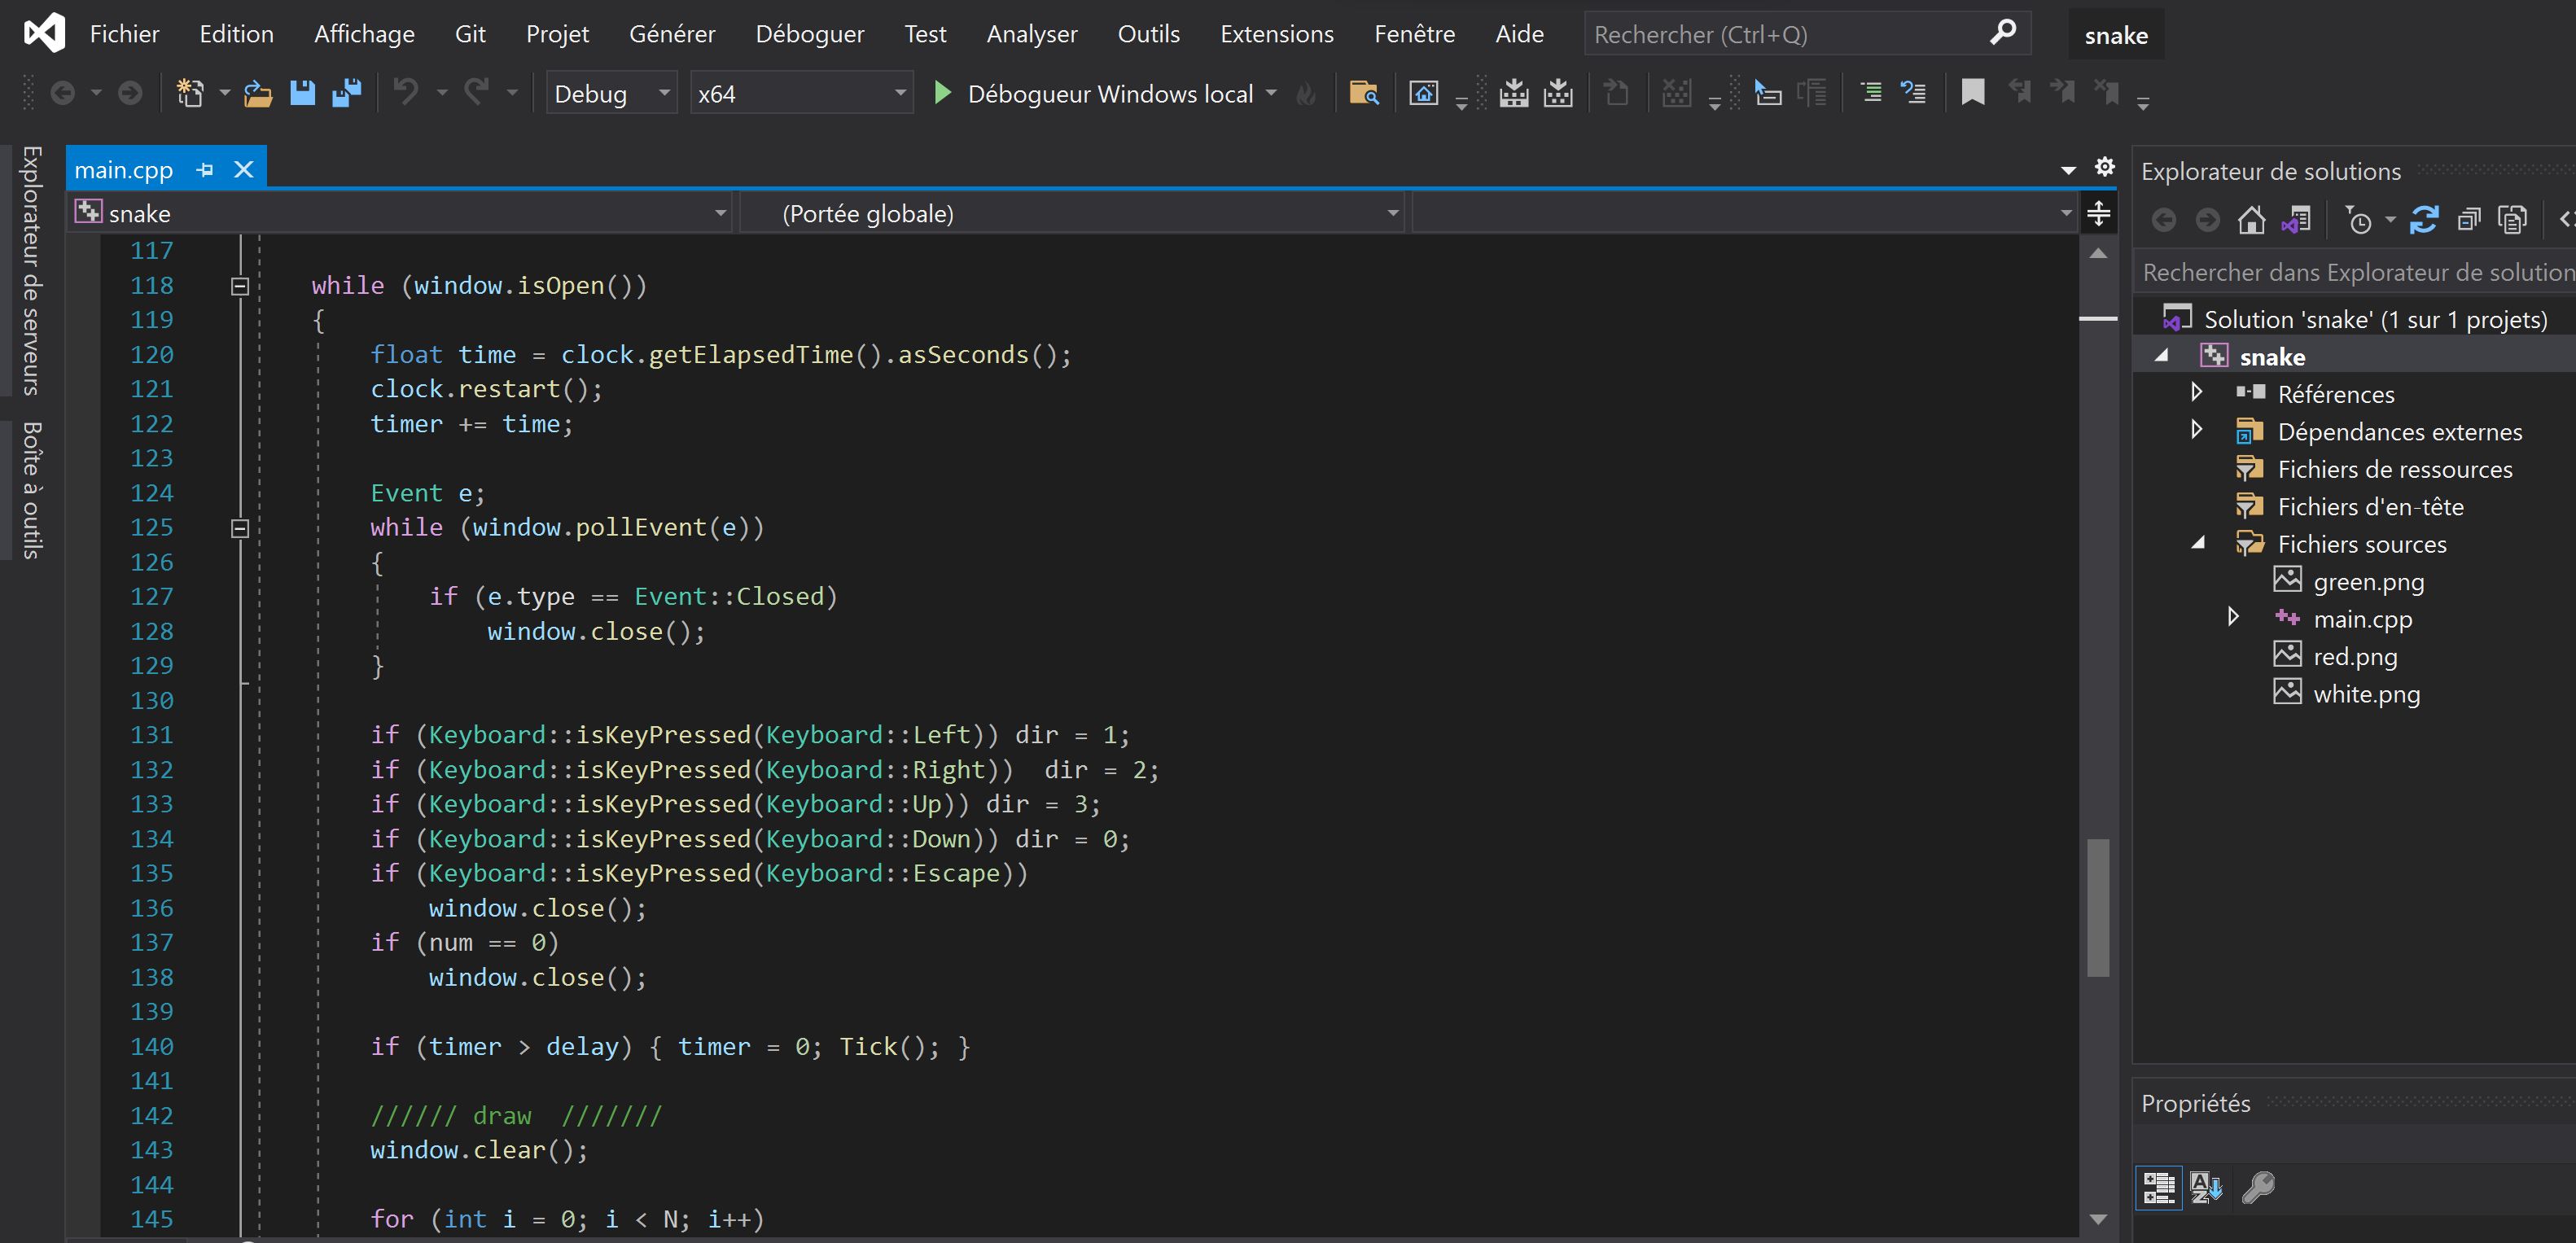 Fichier Edition Affichage Git Projet Générer Déboguer Test Analyser Outils Extensions Fenêtre Aide Rechercher (Ctrl+Q) snake
Debug x64 Débogueur Windows local
Explorateur de serveurs
Boîte à outils
main.cpp
snake (Portée globale)
117
118 while (window.isOpen())
119 {
120 float time = clock.getElapsedTime().asSeconds();
121 clock.restart();
122 timer += time;
123
124 Event e;
125 while (window.pollEvent(e))
126 {
127 if (e.type == Event::Closed)
128 window.close();
129 }
130
131 if (Keyboard::isKeyPressed(Keyboard::Left)) dir = 1;
132 if (Keyboard::isKeyPressed(Keyboard::Right))  dir = 2;
133 if (Keyboard::isKeyPressed(Keyboard::Up)) dir = 3;
134 if (Keyboard::isKeyPressed(Keyboard::Down)) dir = 0;
135 if (Keyboard::isKeyPressed(Keyboard::Escape))
136 window.close();
137 if (num == 0)
138 window.close();
139
140 if (timer > delay) { timer = 0; Tick(); }
141
142 ////// draw  ///////
143 window.clear();
144
145 for (int i = 0; i < N; i++)
Explorateur de solutions
Rechercher dans Explorateur de solution
Solution 'snake' (1 sur 1 projets)
snake
Références
Dépendances externes
Fichiers de ressources
Fichiers d'en-tête
Fichiers sources
green.png
main.cpp
red.png
white.png
Propriétés